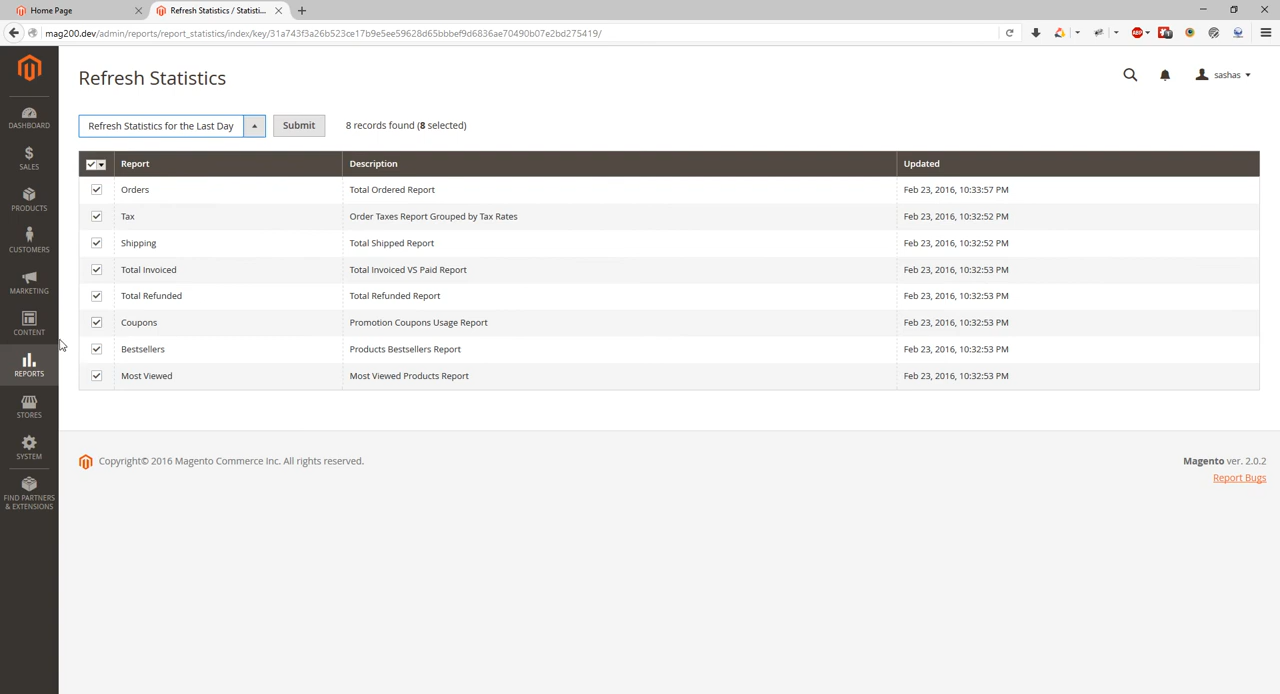 Home Page
Refresh Statistics / Statisti...
mag200.dev/admin/reports/report_statistics/index/key/31a743f3a26b523ce17b9e5ee59628d65bbbef9d6836ae70490b07e2bd275419/
Refresh Statistics
sashas
Refresh Statistics for the Last Day
Submit
8 records found (8 selected)
Report Description Updated
Orders Total Ordered Report Feb 23, 2016, 10:33:57 PM
Tax Order Taxes Report Grouped by Tax Rates Feb 23, 2016, 10:32:52 PM
Shipping Total Shipped Report Feb 23, 2016, 10:32:52 PM
Total Invoiced Total Invoiced VS Paid Report Feb 23, 2016, 10:32:53 PM
Total Refunded Total Refunded Report Feb 23, 2016, 10:32:53 PM
Coupons Promotion Coupons Usage Report Feb 23, 2016, 10:32:53 PM
Bestsellers Products Bestsellers Report Feb 23, 2016, 10:32:53 PM
Most Viewed Most Viewed Products Report Feb 23, 2016, 10:32:53 PM
DASHBOARD
SALES
PRODUCTS
CUSTOMERS
MARKETING
CONTENT
REPORTS
STORES
SYSTEM
FIND PARTNERS
& EXTENSIONS
Copyright© 2016 Magento Commerce Inc. All rights reserved.
Magento ver. 2.0.2
Report Bugs
ABP
1